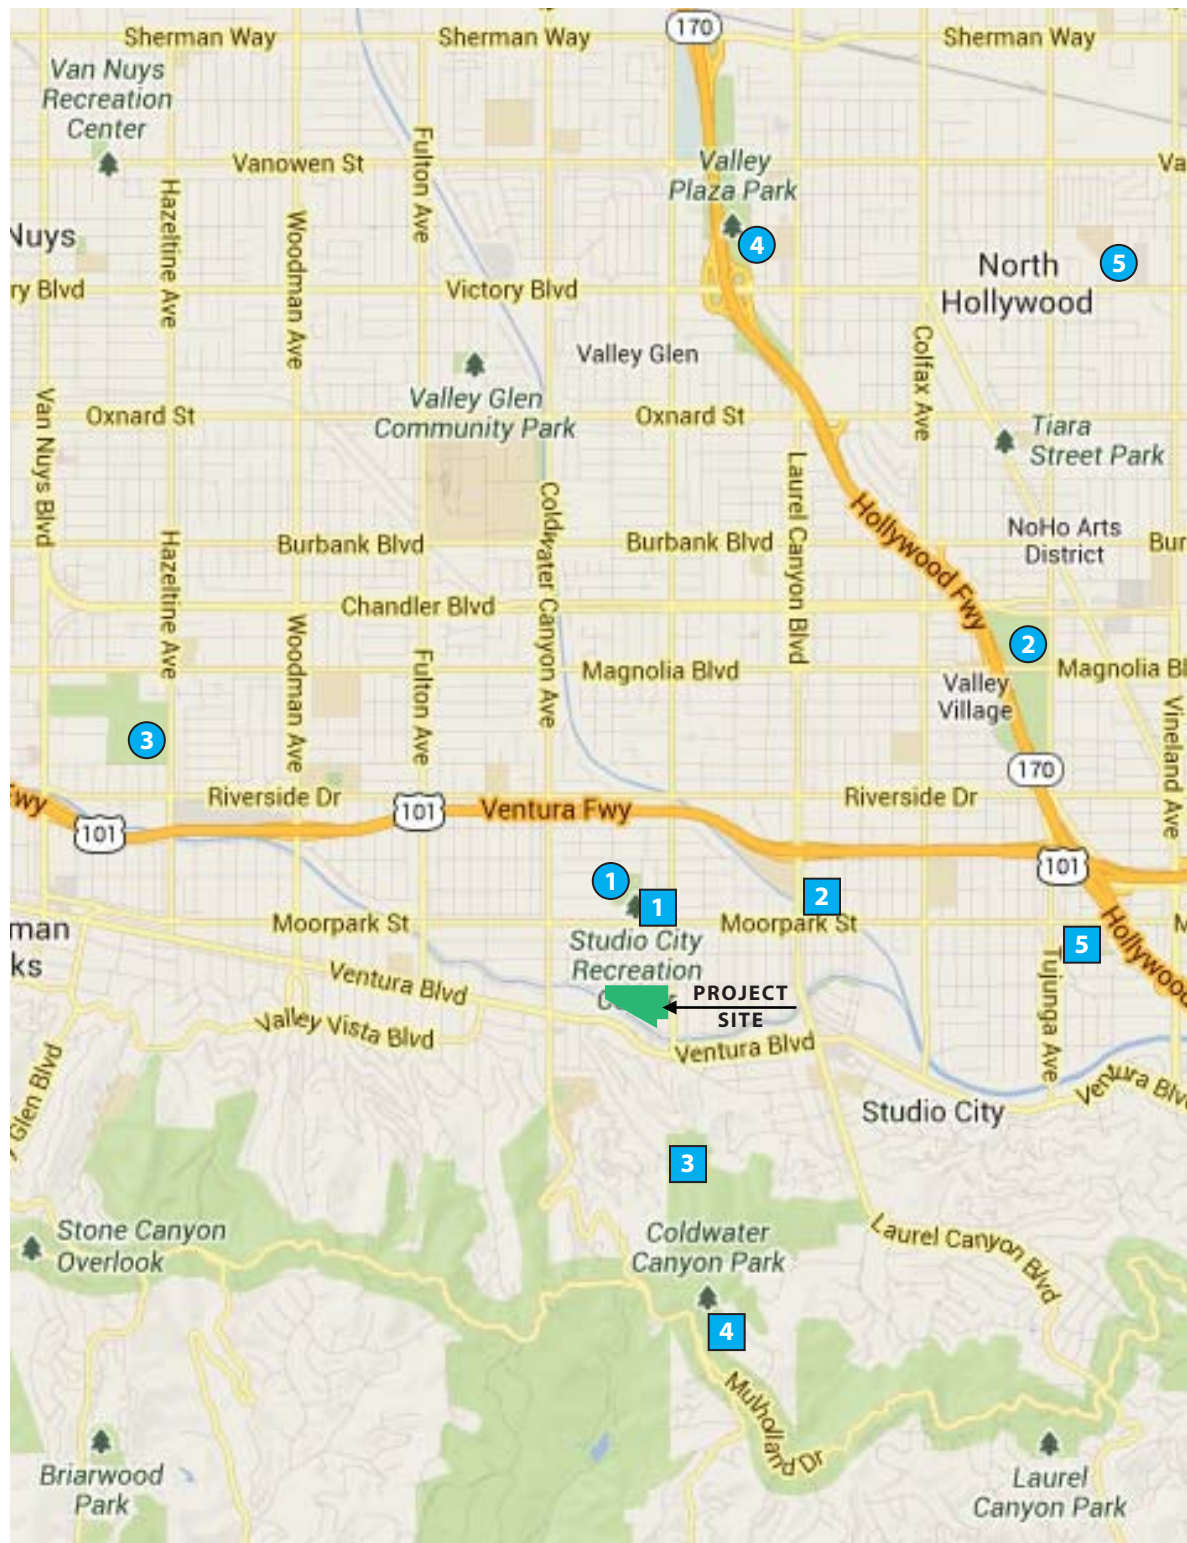 Sherman Way
Sherman Way
170
Sherman Way
Van Nuys
Recreation
Center
Fulton Ave
Vanowen St
Valley
Plaza Park
Va
Hazeltine Ave
Woodman Ave
Nuys
4
5
North
Hollywood
ry Blvd
Victory Blvd
Valley Glen
Colfax Ave
Valley Glen
Community Park
Van Nuys Blvd
Oxnard St
Oxnard St
Tiara
Street Park
Laurel Canyon Blvd
Coldwater Canyon Ave
Hollywood Fwy
NoHo Arts
District
Burbank Blvd
Burbank Blvd
Bur
Hazeltine Ave
Chandler Blvd
Woodman Ave
Fulton Ave
2
Magnolia Blvd
Magnolia Bl
Valley
Village
Vineland Ave
3
170
Riverside Dr
Riverside Dr
Fwy
101
101
Ventura Fwy
101
1
1
2
Moorpark St
Moorpark St
Hollywood
man
ks
Studio City
Recreation
C
5
Tujunga Ave
Ventura Blvd
PROJECT
SITE
Valley Vista Blvd
Ventura Blvd
Glen Blvd
Ventura Blv
Studio City
3
Stone Canyon
Overlook
Coldwater
Canyon Park
Laurel Canyon Blvd
4
Mulholland Dr
Briarwood
Park
Laurel
Canyon Park